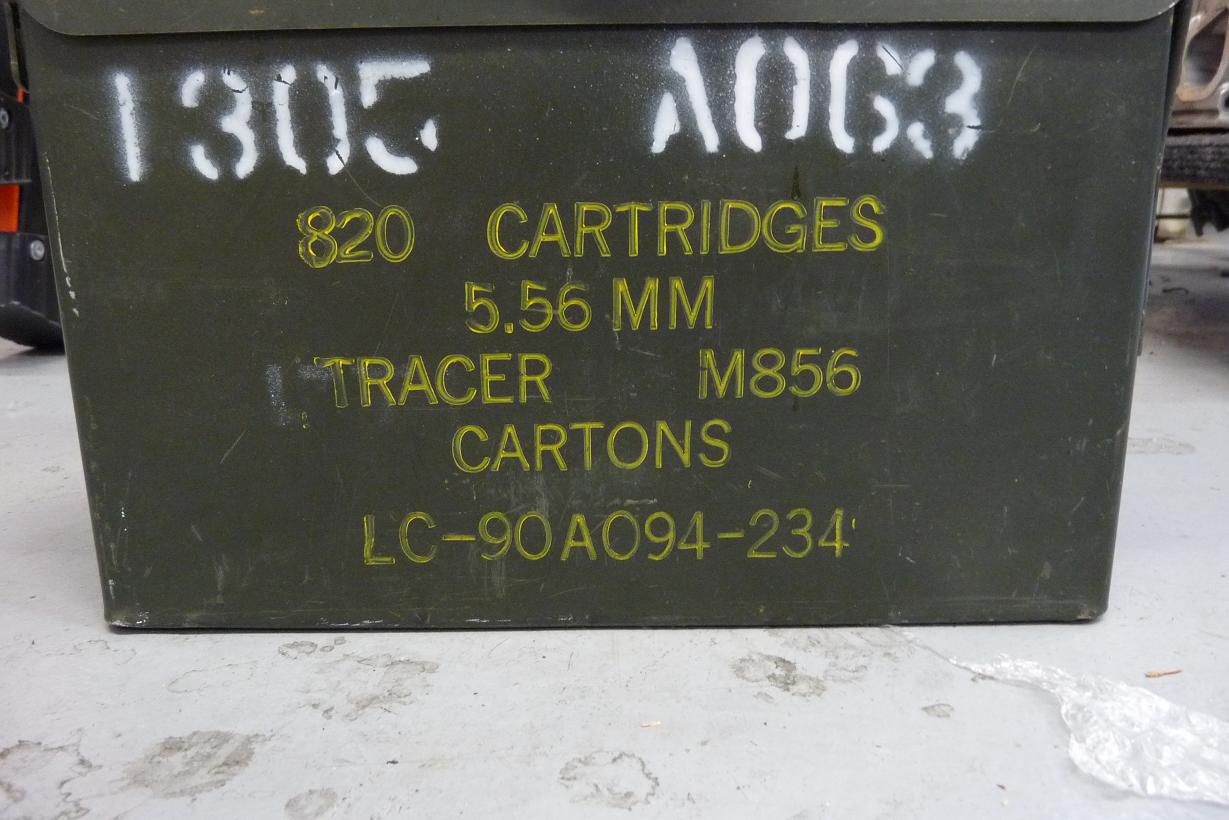 1305 A063
820 CARTRIDGES
5.56 MM
TRACER M856
CARTONS
LC-90A094-234